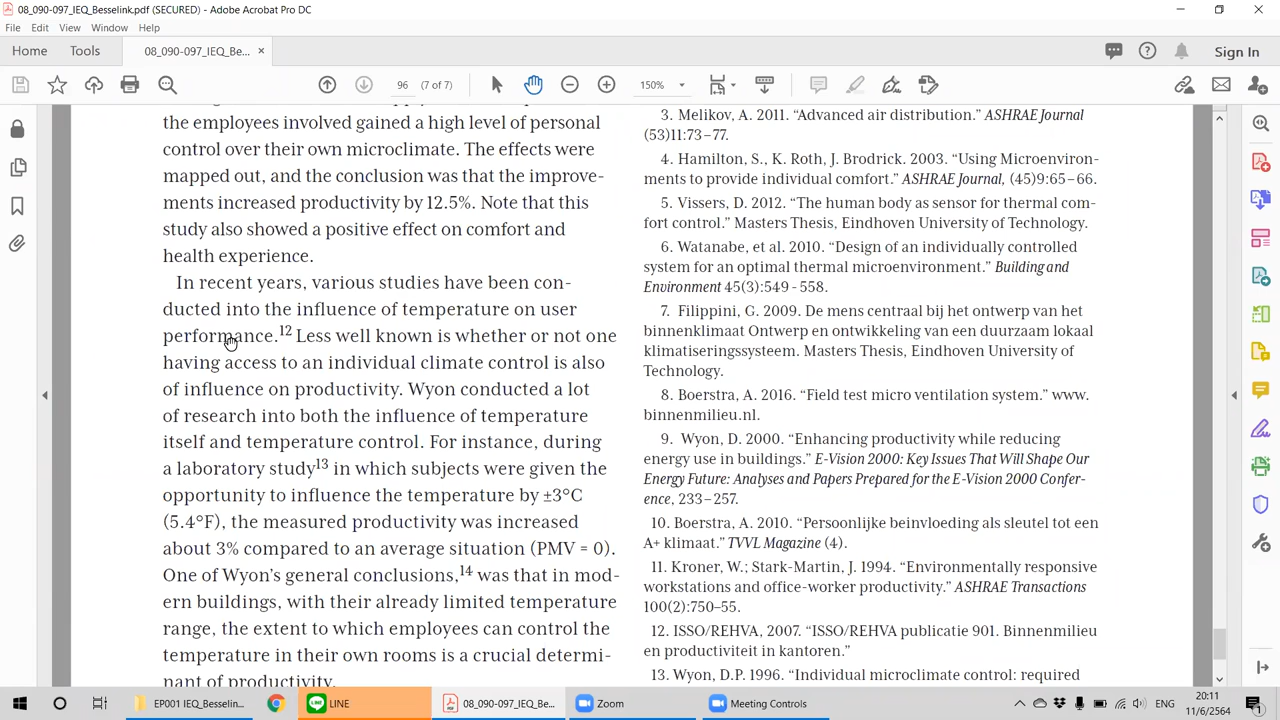 08_090-097_IEQ_Besselink.pdf (SECURED) - Adobe Acrobat Pro DC
File Edit View Window Help
Home Tools 08_090-097_IEQ_Be... × Sign In
96 (7 of 7) 150%
the employees involved gained a high level of personal
control over their own microclimate. The effects were
mapped out, and the conclusion was that the improve-
ments increased productivity by 12.5%. Note that this
study also showed a positive effect on comfort and
health experience.
In recent years, various studies have been con-
ducted into the influence of temperature on user
performance.12 Less well known is whether or not one
having access to an individual climate control is also
of influence on productivity. Wyon conducted a lot
of research into both the influence of temperature
itself and temperature control. For instance, during
a laboratory study13 in which subjects were given the
opportunity to influence the temperature by ±3°C
(5.4°F), the measured productivity was increased
about 3% compared to an average situation (PMV = 0).
One of Wyon’s general conclusions,14 was that in mod-
ern buildings, with their already limited temperature
range, the extent to which employees can control the
temperature in their own rooms is a crucial determi-
nant of productivity.
3. Melikov, A. 2011. “Advanced air distribution.” ASHRAE Journal
(53)11:73–77.
4. Hamilton, S., K. Roth, J. Brodrick. 2003. “Using Microenviron-
ments to provide individual comfort.” ASHRAE Journal, (45)9:65–66.
5. Vissers, D. 2012. “The human body as sensor for thermal com-
fort control.” Masters Thesis, Eindhoven University of Technology.
6. Watanabe, et al. 2010. “Design of an individually controlled
system for an optimal thermal microenvironment.” Building and
Environment 45(3):549 - 558.
7. Filippini, G. 2009. De mens centraal bij het ontwerp van het
binnenklimaat Ontwerp en ontwikkeling van een duurzaam lokaal
klimatiseringssysteem. Masters Thesis, Eindhoven University of
Technology.
8. Boerstra, A. 2016. “Field test micro ventilation system.” www.
binnenmilieu.nl.
9. Wyon, D. 2000. “Enhancing productivity while reducing
energy use in buildings.” E-Vision 2000: Key Issues That Will Shape Our
Energy Future: Analyses and Papers Prepared for the E-Vision 2000 Confer-
ence, 233–257.
10. Boerstra, A. 2010. “Persoonlijke beinvloeding als sleutel tot een
A+ klimaat.” TVVL Magazine (4).
11. Kroner, W.; Stark-Martin, J. 1994. “Environmentally responsive
workstations and office-worker productivity.” ASHRAE Transactions
100(2):750–55.
12. ISSO/REHVA, 2007. “ISSO/REHVA publicatie 901. Binnenmilieu
en productiviteit in kantoren.”
13. Wyon, D.P. 1996. “Individual microclimate control: required
EP001 IEQ_Besselin... LINE 08_090-097_IEQ_Be... Zoom Meeting Controls ENG 20:11
11/6/2564 1